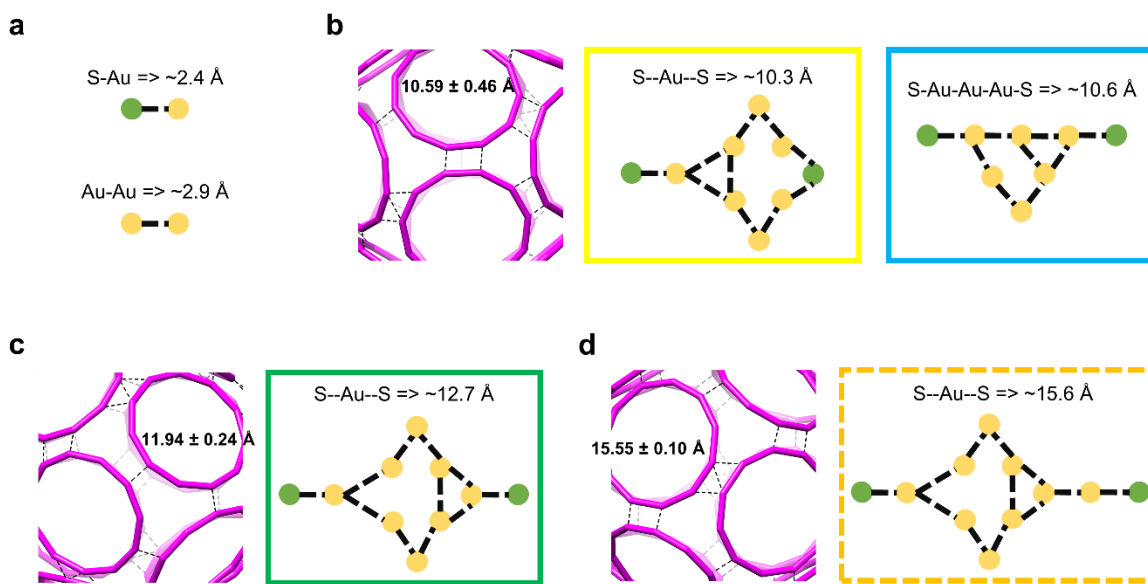 a
S-Au => ~2.4 Å
Au-Au => ~2.9 Å
b
10.59 ± 0.46 Å
S--Au--S => ~10.3 Å
S-Au-Au-Au-S => ~10.6 Å
c
11.94 ± 0.24 Å
S--Au--S => ~12.7 Å
d
15.55 ± 0.10 Å
S--Au--S => ~15.6 Å